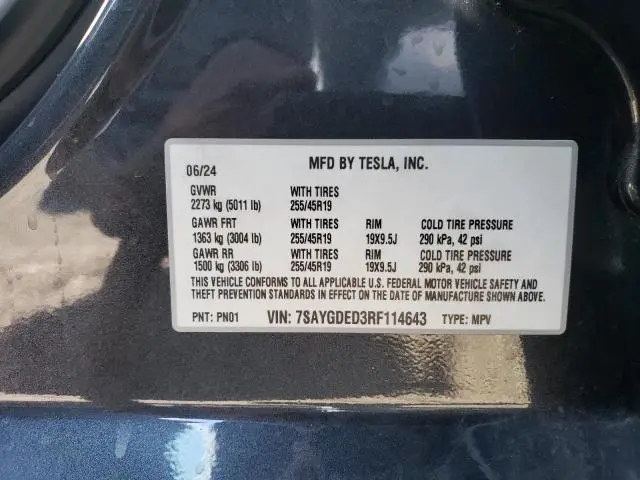 06/24 MFD BY TESLA, INC.
GVWR WITH TIRES
2273 kg (5011 lb) 255/45R19
GAWR FRT WITH TIRES RIM COLD TIRE PRESSURE
1363 kg (3004 lb) 255/45R19 19X9.5J 290 kPa, 42 psi
GAWR RR WITH TIRES RIM COLD TIRE PRESSURE
1500 kg (3306 lb) 255/45R19 19X9.5J 290 kPa, 42 psi
THIS VEHICLE CONFORMS TO ALL APPLICABLE U.S. FEDERAL MOTOR VEHICLE SAFETY AND
THEFT PREVENTION STANDARDS IN EFFECT ON THE DATE OF MANUFACTURE SHOWN ABOVE.
PNT: PN01 VIN: 7SAYGDED3RF114643 TYPE: MPV